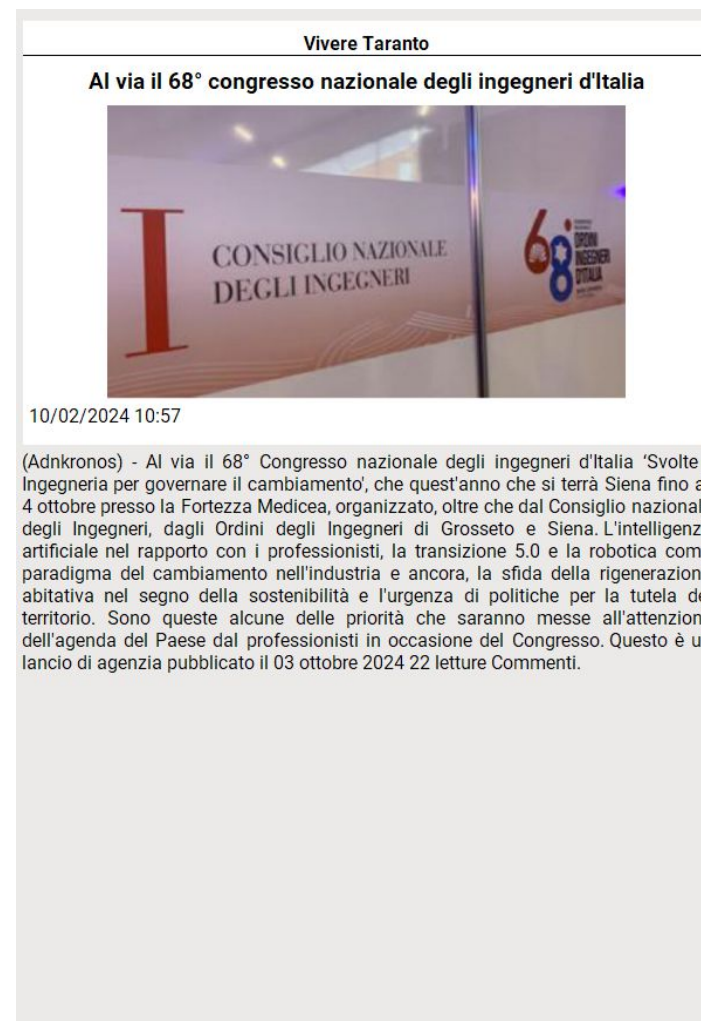 Vivere Taranto
Al via il 68° congresso nazionale degli ingegneri d'Italia
I
CONSIGLIO NAZIONALE
DEGLI INGEGNERI
68°
ORDINI
INGEGNERI
D'ITALIA
10/02/2024 10:57
(Adnkronos) - Al via il 68° Congresso nazionale degli ingegneri d'Italia ‘Svolte
Ingegneria per governare il cambiamento', che quest'anno che si terrà Siena fino a
4 ottobre presso la Fortezza Medicea, organizzato, oltre che dal Consiglio nazional
degli Ingegneri, dagli Ordini degli Ingegneri di Grosseto e Siena. L'intelligenz
artificiale nel rapporto con i professionisti, la transizione 5.0 e la robotica com
paradigma del cambiamento nell'industria e ancora, la sfida della rigenerazion
abitativa nel segno della sostenibilità e l'urgenza di politiche per la tutela de
territorio. Sono queste alcune delle priorità che saranno messe all'attenzion
dell'agenda del Paese dal professionisti in occasione del Congresso. Questo è u
lancio di agenzia pubblicato il 03 ottobre 2024 22 letture Commenti.